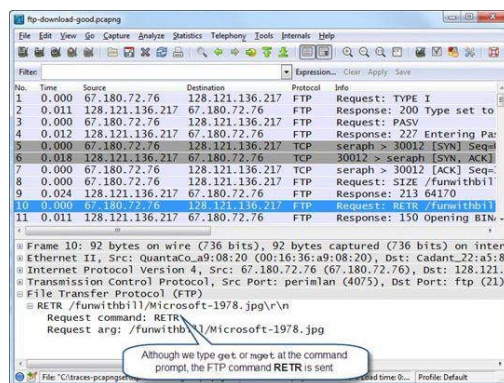 ftp-download-good.pcapng
File Edit View Go Capture Analyze Statistics Telephony Tools Internals Help
Filter: Expression... Clear Apply Save
No. Time Source Destination Protocol Info
1 0.000 67.180.72.76 128.121.136.217 FTP Request: TYPE I
2 0.011 128.121.136.217 67.180.72.76 FTP Response: 200 Type set to
3 0.000 67.180.72.76 128.121.136.217 FTP Request: PASV
4 0.012 128.121.136.217 67.180.72.76 FTP Response: 227 Entering Pas
5 0.000 67.180.72.76 128.121.136.217 TCP seraph > 30012 [SYN] Seq=
6 0.018 128.121.136.217 67.180.72.76 TCP 30012 > seraph [SYN, ACK]
7 0.000 67.180.72.76 128.121.136.217 TCP seraph > 30012 [ACK] Seq=
8 0.000 67.180.72.76 128.121.136.217 FTP Request: SIZE /funwithbil
9 0.024 128.121.136.217 67.180.72.76 FTP Response: 213 64170
10 0.000 67.180.72.76 128.121.136.217 FTP Request: RETR /funwithbil
11 0.011 128.121.136.217 67.180.72.76 FTP Response: 150 Opening BINA
Frame 10: 92 bytes on wire (736 bits), 92 bytes captured (736 bits) on inter
Ethernet II, Src: QuantaCo_a9:08:20 (00:16:36:a9:08:20), Dst: Cadant_22:a5:8
Internet Protocol Version 4, Src: 67.180.72.76 (67.180.72.76), Dst: 128.121.
Transmission Control Protocol, Src Port: perimlan (4075), Dst Port: ftp (21)
File Transfer Protocol (FTP)
RETR /funwithbill/Microsoft-1978.jpg\r\n
Request command: RETR
Request arg: /funwithbill/Microsoft-1978.jpg
Although we type get or mget at the command
prompt, the FTP command RETR is sent
File: "C:\traces-pcapngset Load time: 0:... Profile: Default